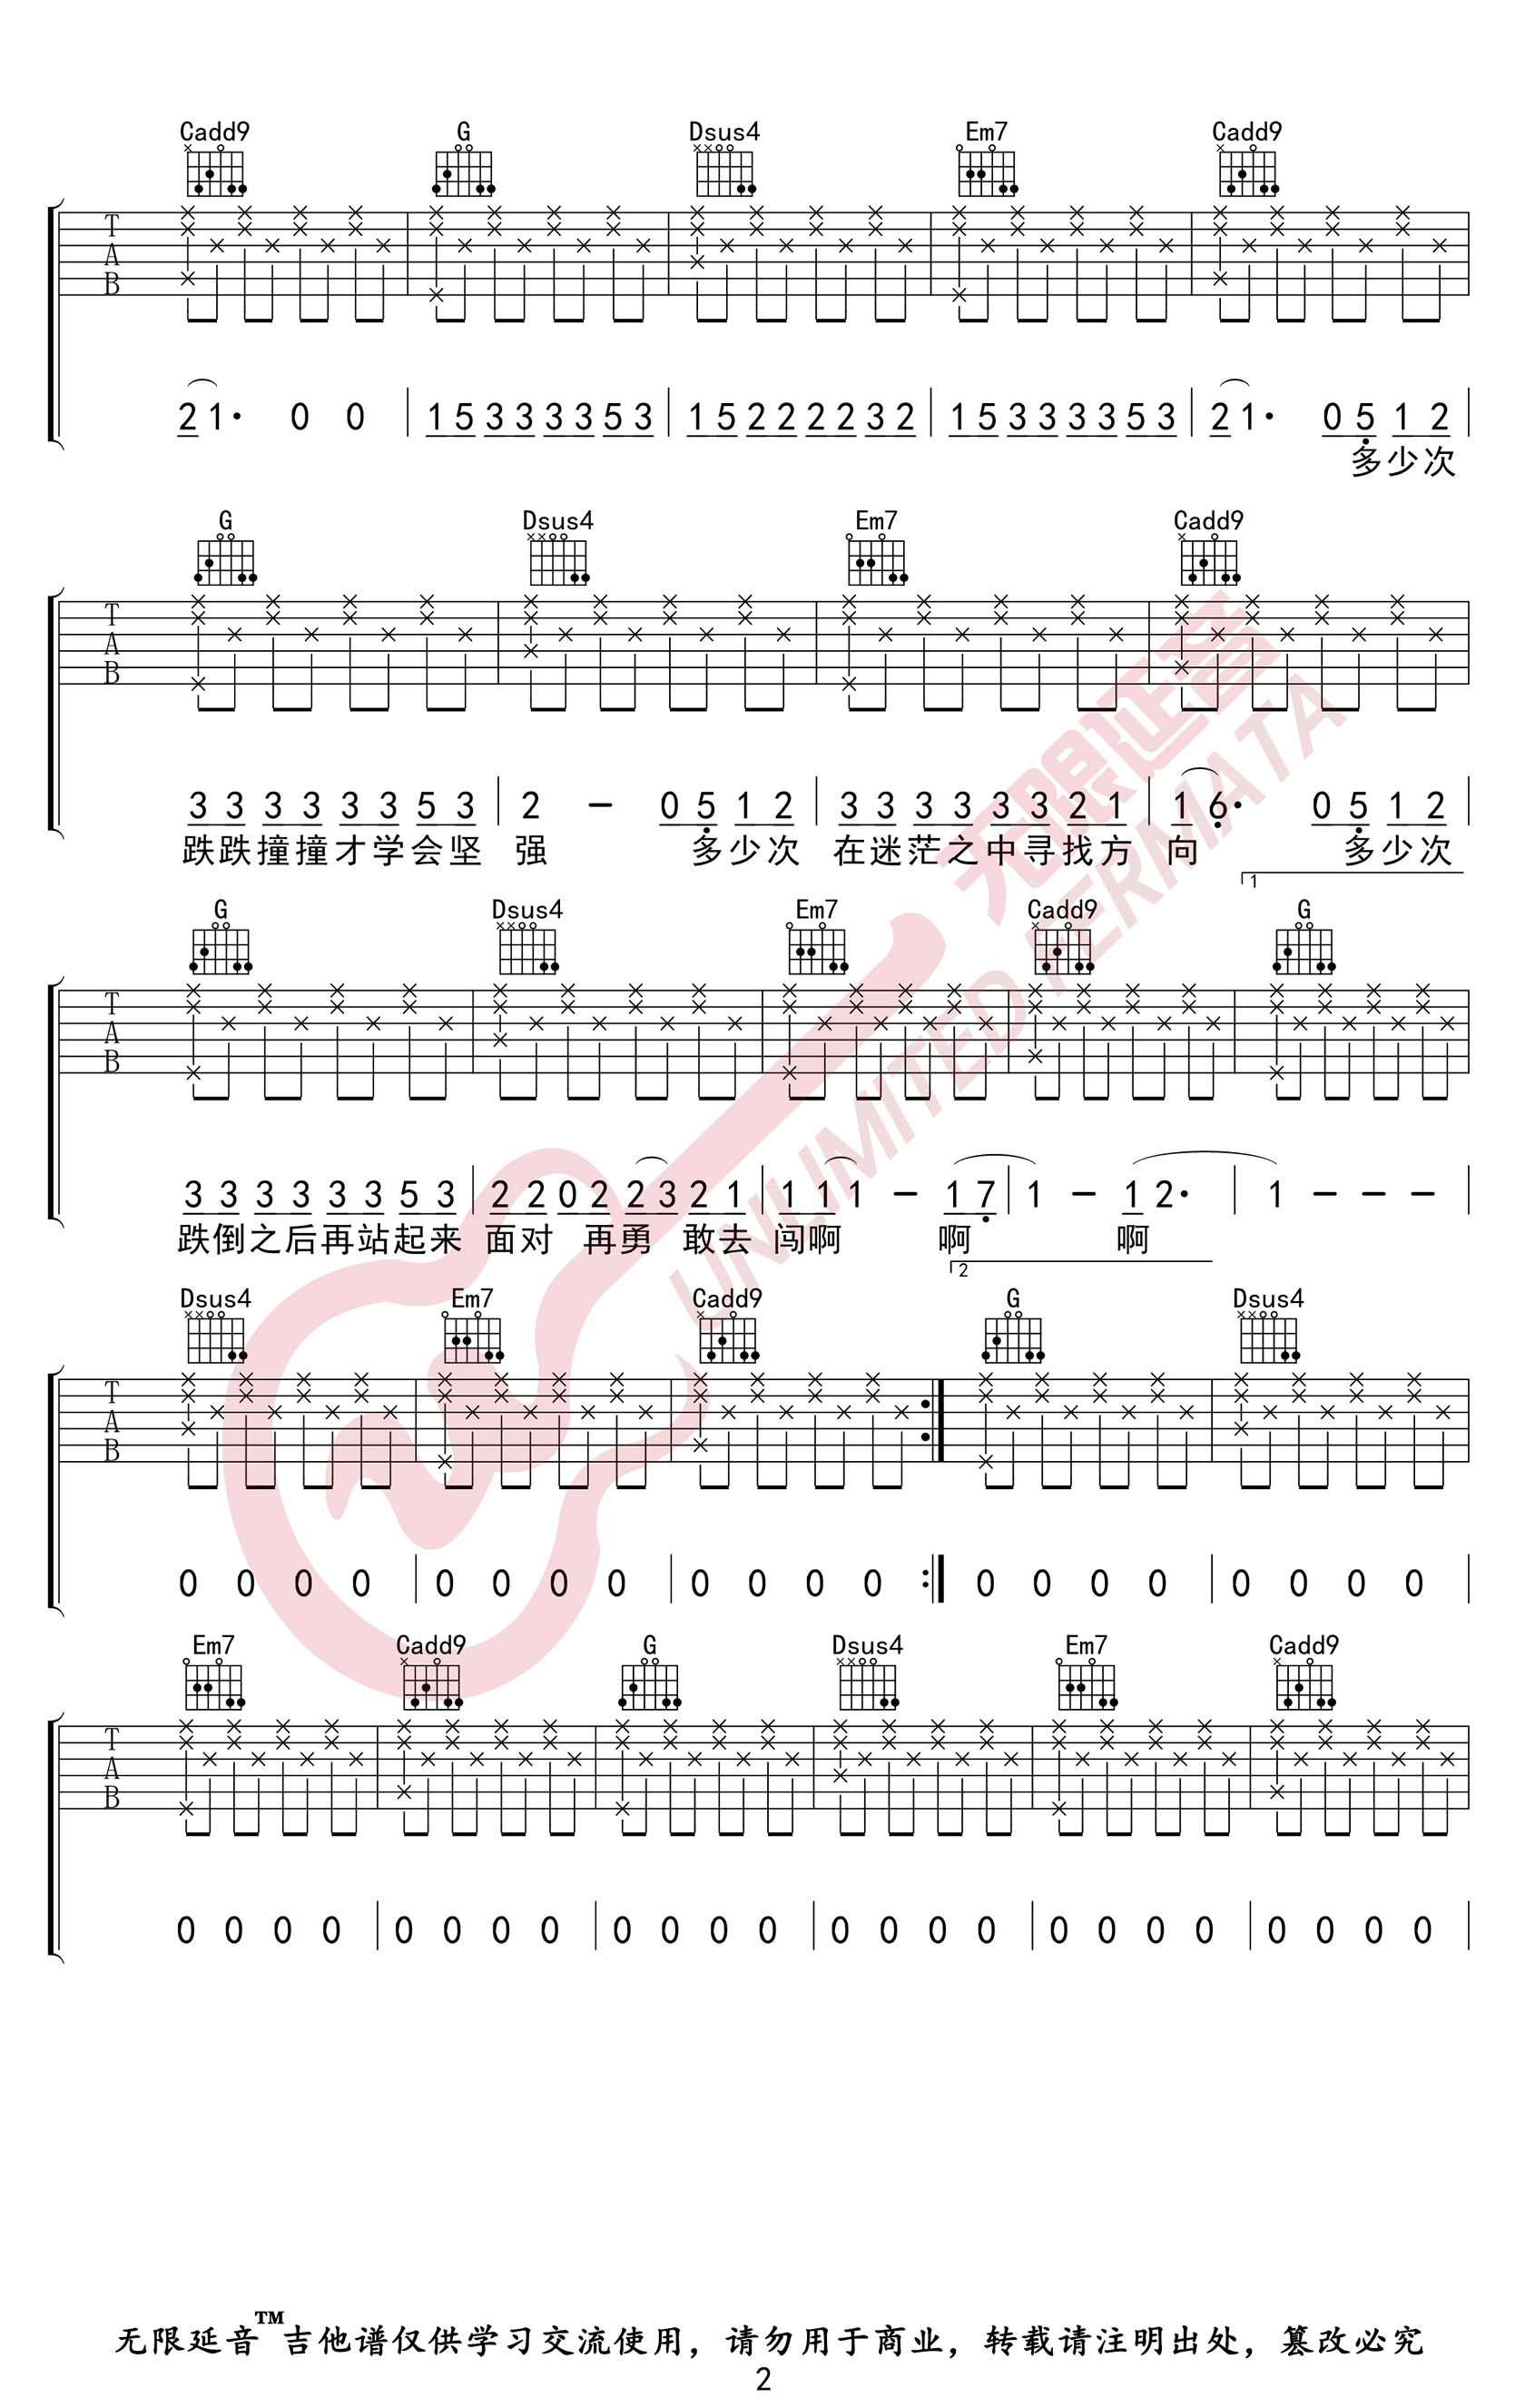 Cadd9 G Dsus4 Em7 Cadd9
T
A
B
2 1· 0 0 | 1 5 3 3 3 3 5 3 | 1 5 2 2 2 2 3 2 | 1 5 3 3 3 3 5 3 | 2 1· 0 5 1 2 |
多少次
G Dsus4 Em7 Cadd9
T
A
B
3 3 3 3 3 3 5 3 | 2 - 0 5 1 2 | 3 3 3 3 3 3 2 1 | 1 6· 0 5 1 2 |
跌跌撞撞才学会坚 强 多少次 在迷茫之中寻找方 向 多少次
1
G Dsus4 Em7 Cadd9 G
T
A
B
3 3 3 3 3 3 5 3 | 2 2 0 2 2 3 2 1 | 1 1 1 - 1 7 | 1 - 1 2· | 1 - - - |
跌倒之后再站起来 面对 再勇 敢去 闯啊 啊 啊
2
Dsus4 Em7 Cadd9 G Dsus4
T
A
B
0 0 0 0 | 0 0 0 0 | 0 0 0 0 :| 0 0 0 0 | 0 0 0 0 |
Em7 Cadd9 G Dsus4 Em7 Cadd9
T
A
B
0 0 0 0 | 0 0 0 0 | 0 0 0 0 | 0 0 0 0 | 0 0 0 0 | 0 0 0 0 |
无限延音
UNLIMITED FERMATA
无限延音™吉他谱仅供学习交流使用，请勿用于商业，转载请注明出处，篡改必究
2